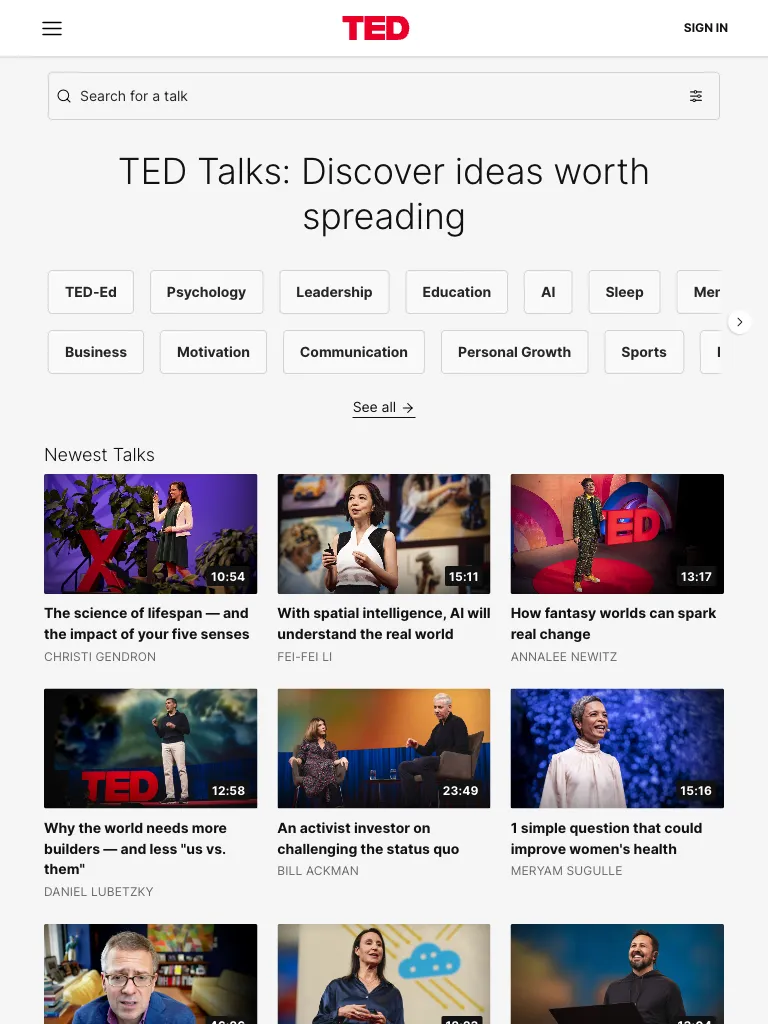 TED
SIGN IN
Search for a talk
TED Talks: Discover ideas worth
spreading
TED-Ed
Psychology
Leadership
Education
AI
Sleep
Mer
Business
Motivation
Communication
Personal Growth
Sports
See all →
Newest Talks
X
10:54
15:11
TED
13:17
The science of lifespan — and
the impact of your five senses
CHRISTI GENDRON
With spatial intelligence, AI will
understand the real world
FEI-FEI LI
How fantasy worlds can spark
real change
ANNALEE NEWITZ
TED
12:58
23:49
15:16
Why the world needs more
builders — and less "us vs.
them"
DANIEL LUBETZKY
An activist investor on
challenging the status quo
BILL ACKMAN
1 simple question that could
improve women's health
MERYAM SUGULLE